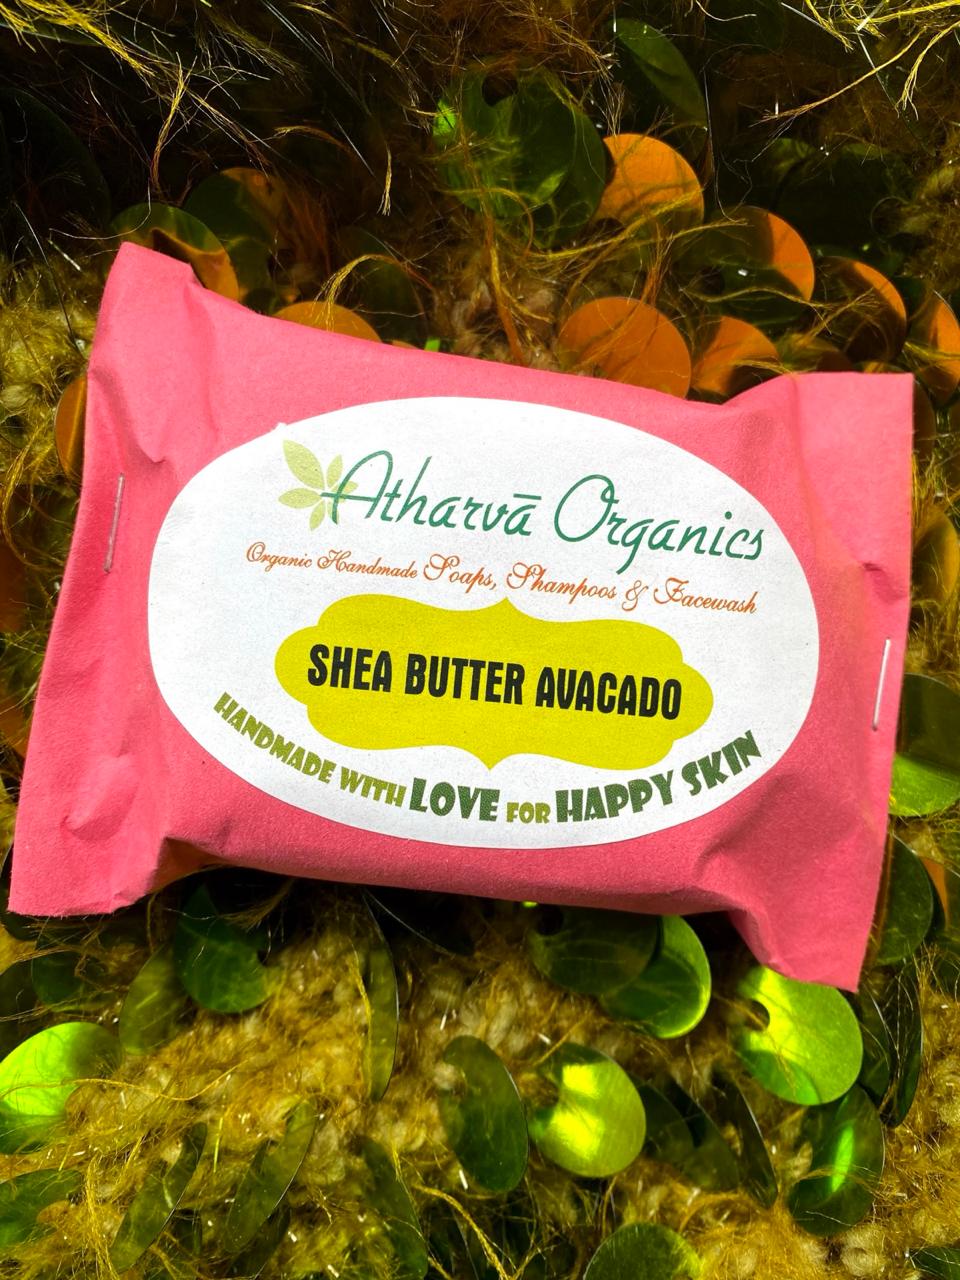 Atharvā Organics
Organic Handmade Soaps, Shampoos & Facewash
SHEA BUTTER AVACADO
HANDMADE WITH LOVE FOR HAPPY SKIN